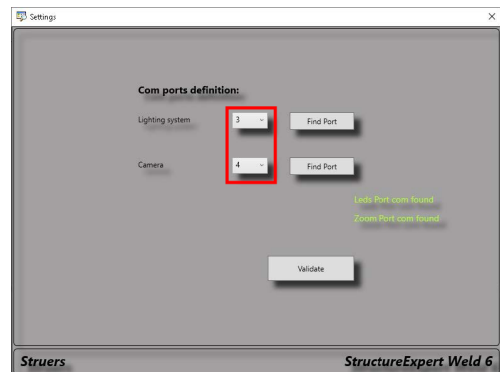 Settings
Com ports definition:
Lighting system 3 Find Port
Camera 4 Find Port
Leds Port com found
Zoom Port com found
Validate
Struers StructureExpert Weld 6